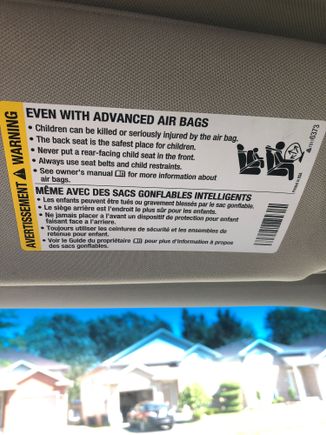 AVERTISSEMENT WARNING
EVEN WITH ADVANCED AIR BAGS
• Children can be killed or seriously injured by the air bag.
• The back seat is the safest place for children.
• Never put a rear-facing child seat in the front.
• Always use seat belts and child restraints.
• See owner's manual for more information about
air bags.
MÊME AVEC DES SACS GONFLABLES INTELLIGENTS
• Les enfants peuvent être tués ou gravement blessés par le sac gonflable.
• Le siège arrière est l'endroit le plus sûr pour les enfants.
• Ne jamais placer à l'avant un dispositif de protection pour enfant
faisant face a l'arriere.
• Toujours utiliser les ceintures de sécurité et les ensembles de
retenue pour enfant.
• Voir le Guide du propriétaire pour plus d'information à propos
des sacs gonflables.